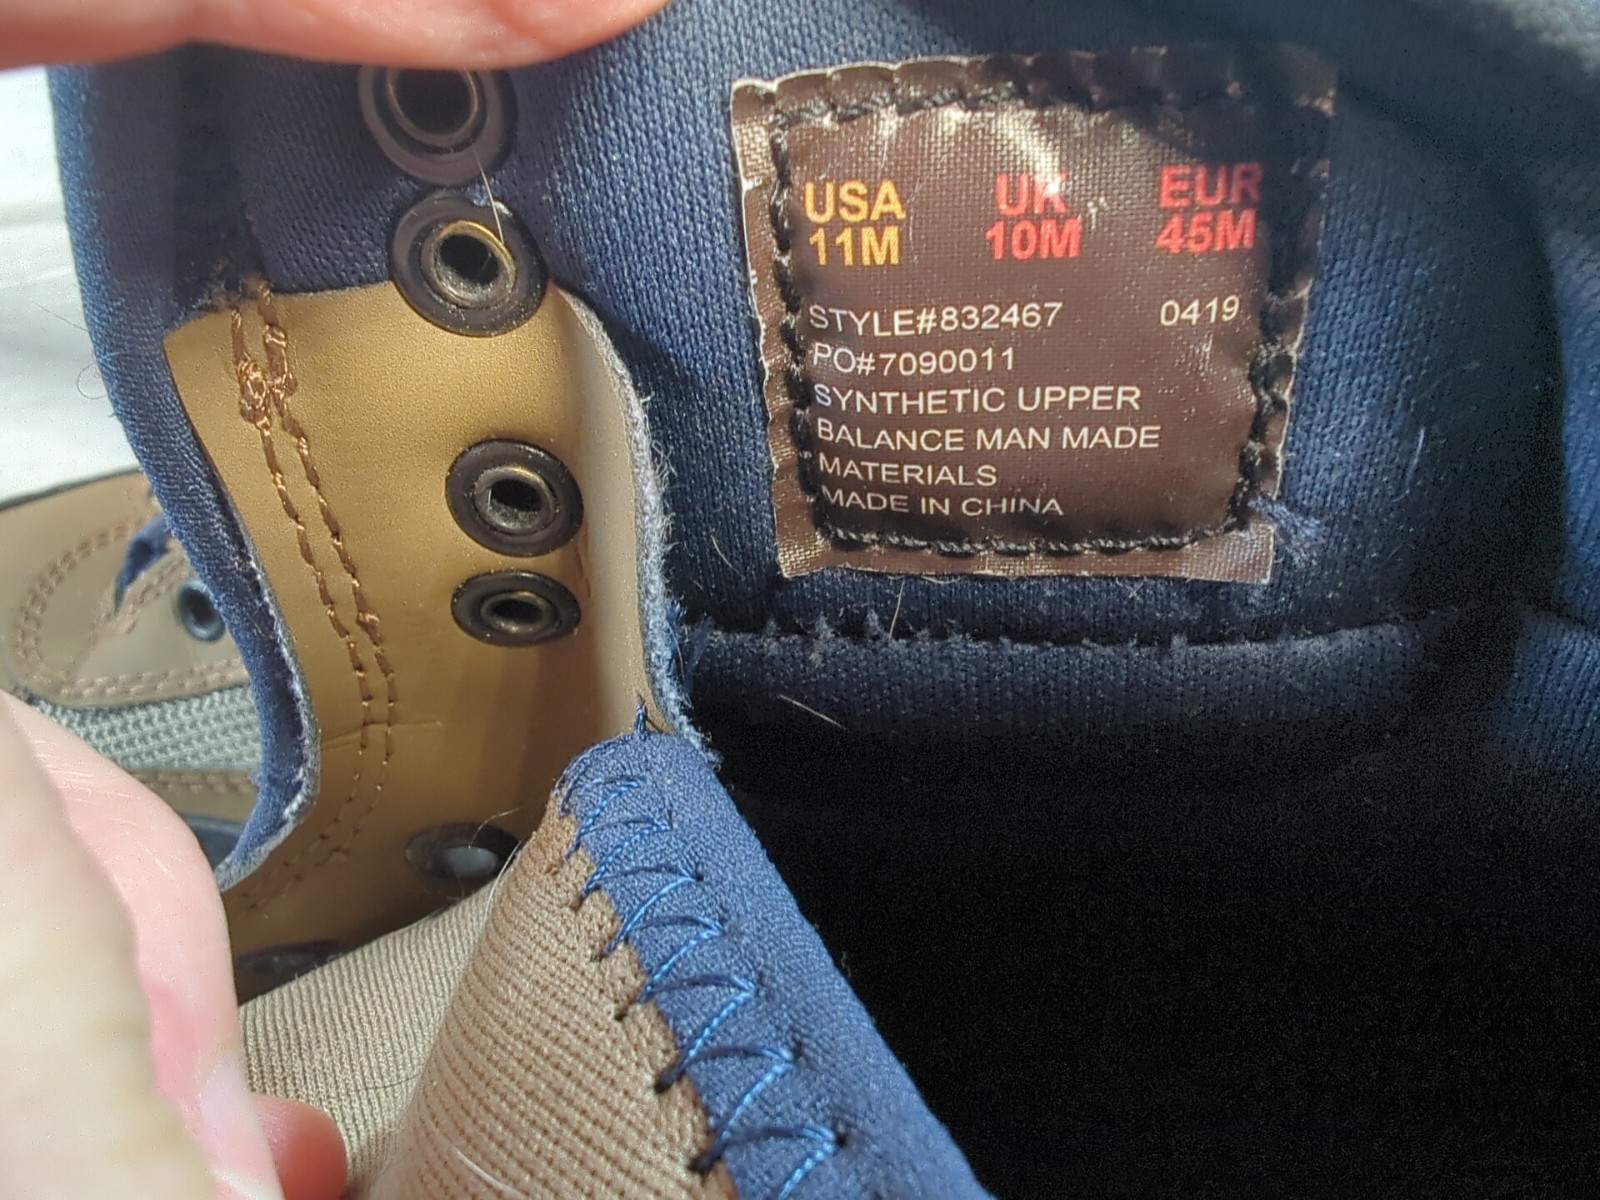 USA UK EUR
11M 10M 45M
STYLE#832467 0419
PO#7090011
SYNTHETIC UPPER
BALANCE MAN MADE
MATERIALS
MADE IN CHINA